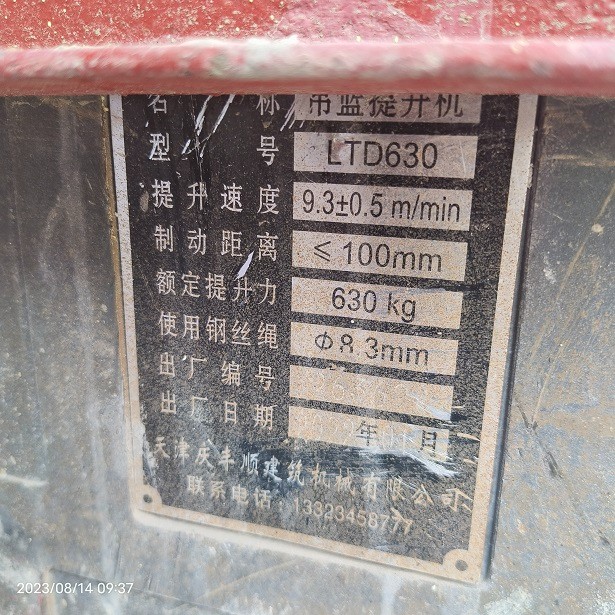 名称 吊篮提升机
型号 LTD630
提升速度 9.3±0.5 m/min
制动距离 ≤100mm
额定提升力 630 kg
使用钢丝绳 Φ8.3mm
出厂编号
出厂日期 年 月
天津庆丰顺建筑机械有限公司
联系电话：13323458777
2023/08/14 09:37